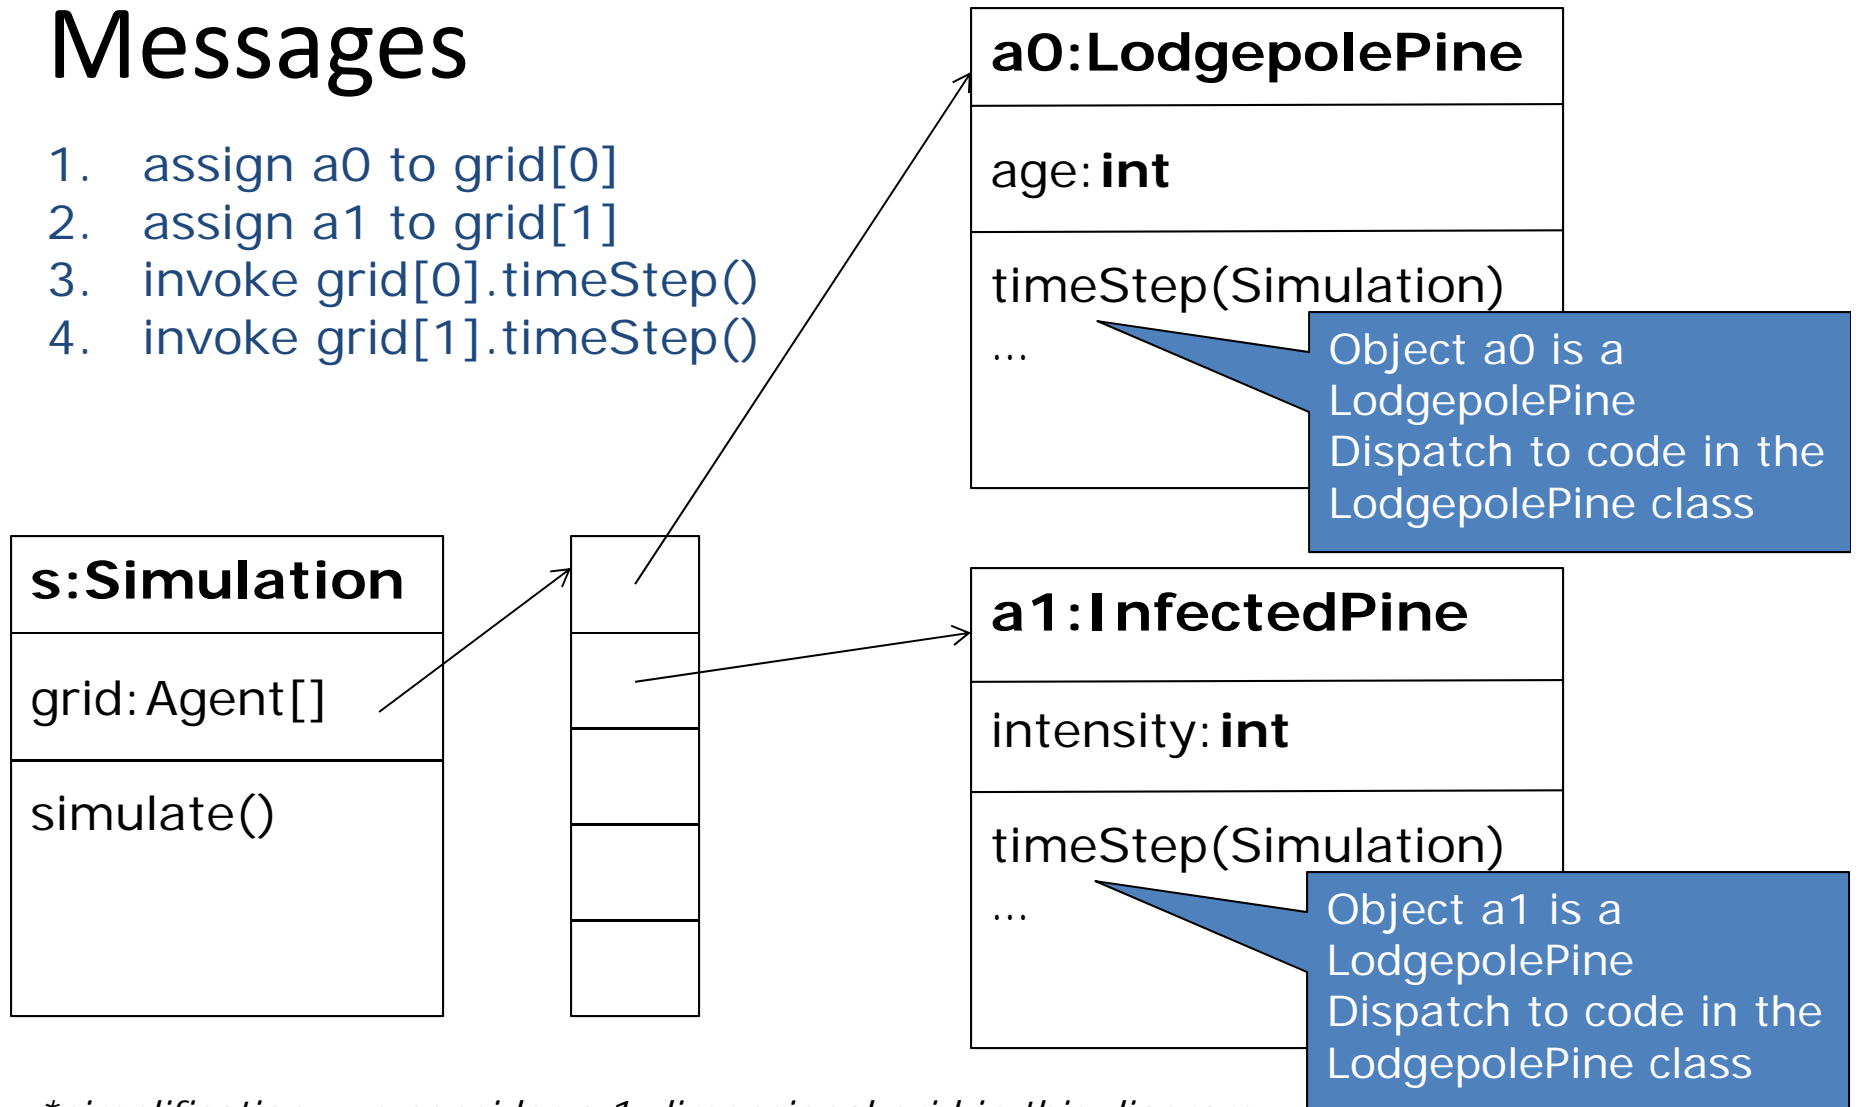 Messages
1. assign a0 to grid[0]
2. assign a1 to grid[1]
3. invoke grid[0].timeStep()
4. invoke grid[1].timeStep()
a0:LodgepolePine
age:int
timeStep(Simulation)
...
Object a0 is a
LodgepolePine
Dispatch to code in the
LodgepolePine class
s:Simulation
grid:Agent[]
simulate()
a1:InfectedPine
intensity:int
timeStep(Simulation)
...
Object a1 is a
LodgepolePine
Dispatch to code in the
LodgepolePine class